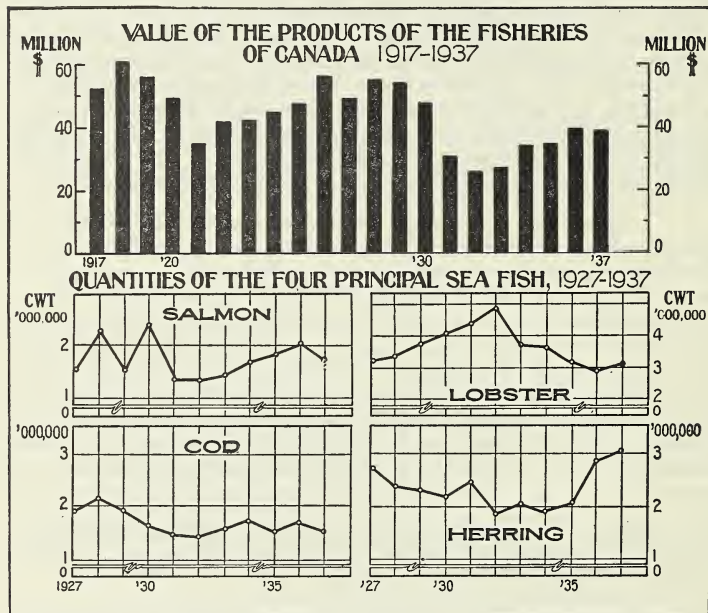 VALUE OF THE PRODUCTS OF THE FISHERIES
OF CANADA 1917-1937
MILLION
$
60
40
20
0
MILLION
$
60
40
20
0
1917 '20 '30 '37
QUANTITIES OF THE FOUR PRINCIPAL SEA FISH, 1927-1937
CWT
'000.000
2
1
0
SALMON
CWT
'000,000
4
3
2
0
LOBSTER
'000,000
3
2
1
0
COD
1927 '30 '35
'000,000
3
2
1
0
HERRING
'27 '30 '35